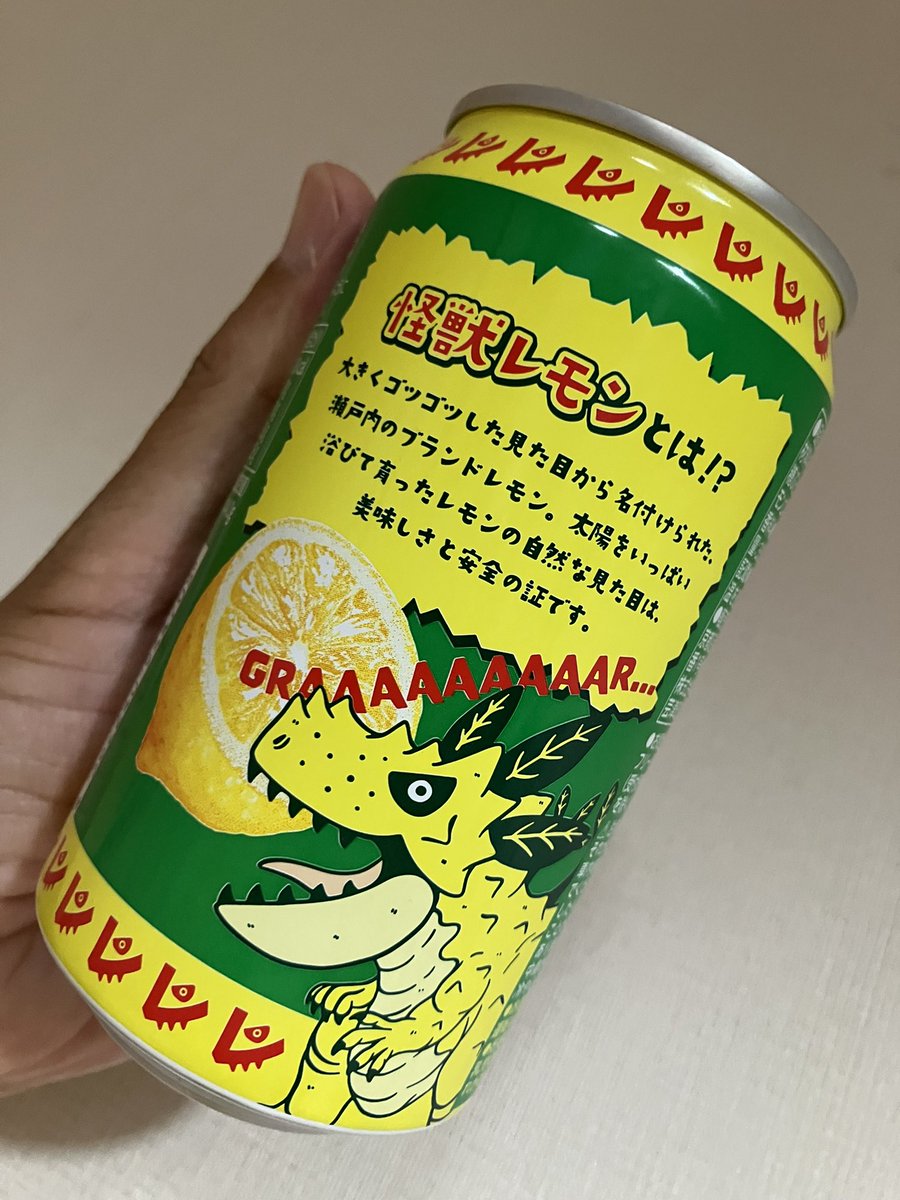 怪獣レモンとは!?
大きくゴツゴツした見た目から名付けられた、
瀬戸内のブランドレモン。太陽をいっぱい
浴びて育ったレモンの自然な見た目は、
美味しさと安全の証です。
GRAAAAAAAAAR...